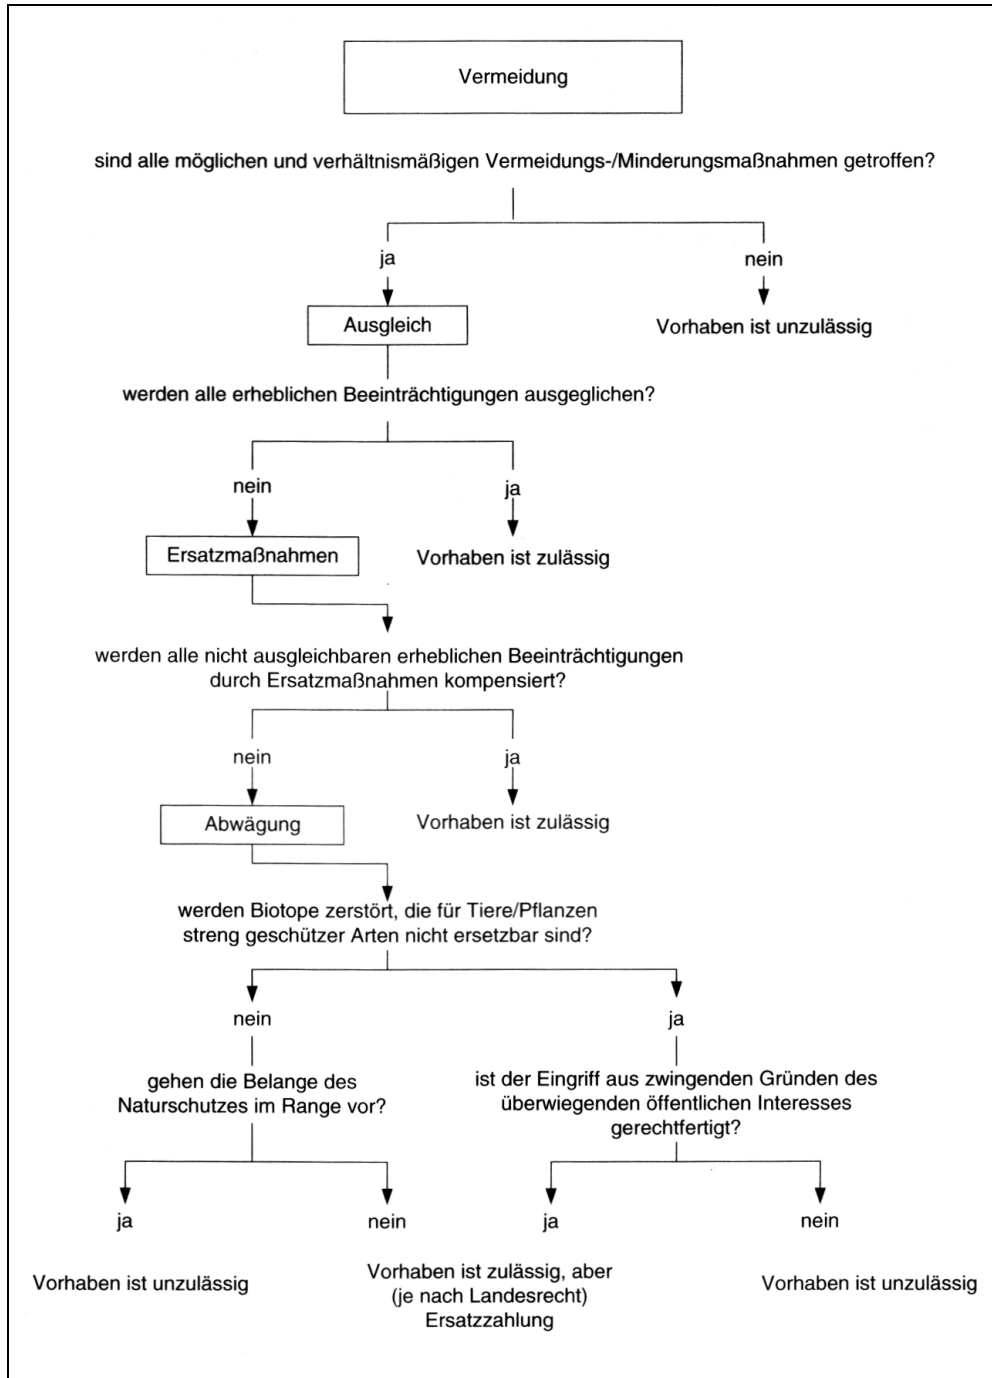 Vermeidung
sind alle möglichen und verhältnismäßigen Vermeidungs-/Minderungsmaßnahmen getroffen?
ja
nein
Ausgleich
Vorhaben ist unzulässig
werden alle erheblichen Beeinträchtigungen ausgeglichen?
nein
ja
Ersatzmaßnahmen
Vorhaben ist zulässig
werden alle nicht ausgleichbaren erheblichen Beeinträchtigungen
durch Ersatzmaßnahmen kompensiert?
nein
ja
Abwägung
Vorhaben ist zulässig
werden Biotope zerstört, die für Tiere/Pflanzen
streng geschützer Arten nicht ersetzbar sind?
nein
ja
gehen die Belange des
Naturschutzes im Range vor?
ist der Eingriff aus zwingenden Gründen des
überwiegenden öffentlichen Interesses
gerechtfertigt?
ja
nein
ja
nein
Vorhaben ist unzulässig
Vorhaben ist zulässig, aber
(je nach Landesrecht)
Ersatzzahlung
Vorhaben ist unzulässig